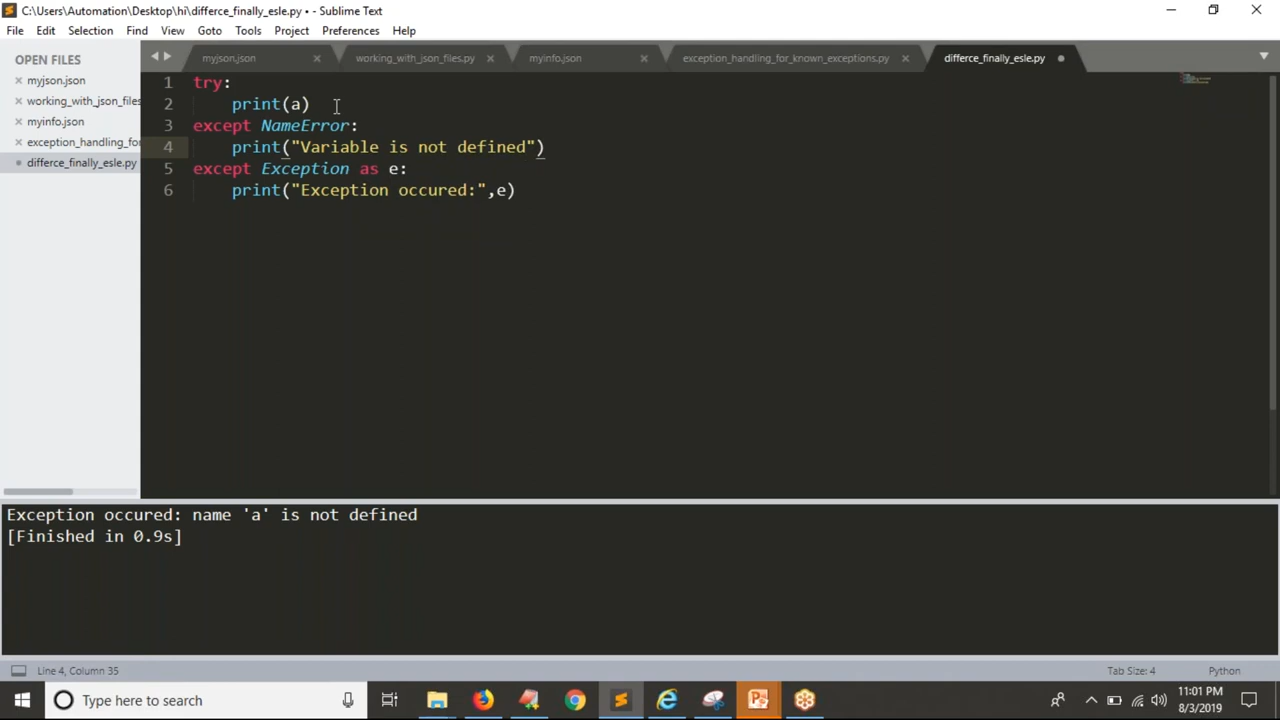 C:\Users\Automation\Desktop\hi\differce_finally_esle.py • - Sublime Text
File Edit Selection Find View Goto Tools Project Preferences Help
OPEN FILES
myjson.json
working_with_json_files
myinfo.json
exception_handling_for
differce_finally_esle.py
myjson.json working_with_json_files.py myinfo.json exception_handling_for_known_exceptions.py differce_finally_esle.py
1 try:
2 print(a)
3 except NameError:
4 print("Variable is not defined")
5 except Exception as e:
6 print("Exception occured:",e)
Exception occured: name 'a' is not defined
[Finished in 0.9s]
Line 4, Column 35 Tab Size: 4 Python
Type here to search
11:01 PM
8/3/2019